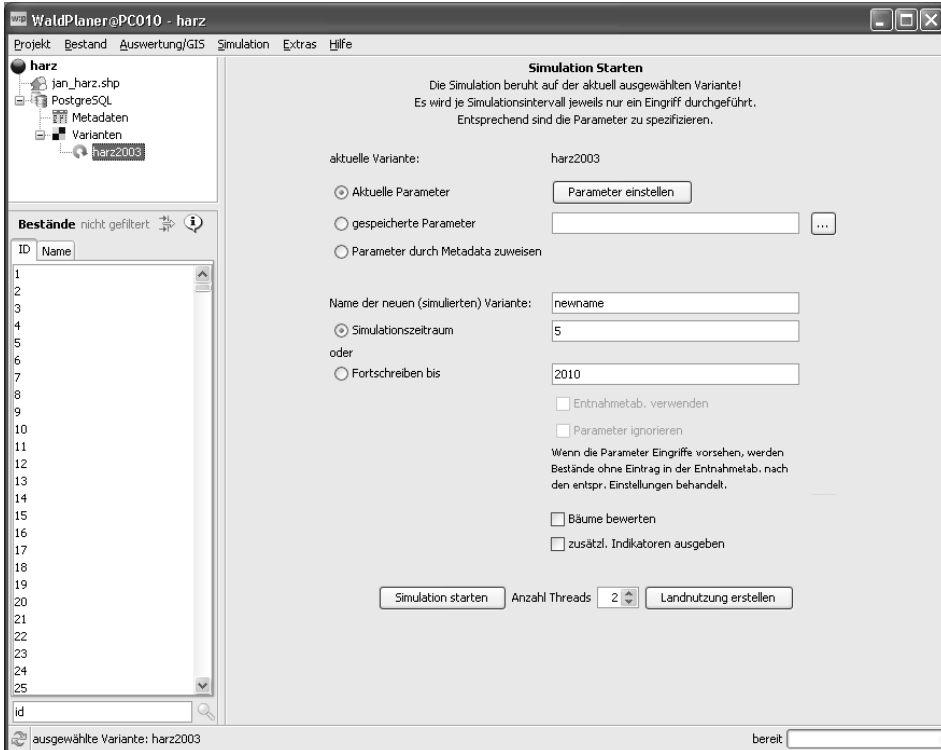 w:p WaldPlaner@PC010 - harz
Projekt Bestand Auswertung/GIS Simulation Extras Hilfe
harz
jan_harz.shp
PostgreSQL
Metadaten
Varianten
harz2003
Bestände nicht gefiltert
ID Name
1
2
3
4
5
6
7
8
9
10
11
12
13
14
15
16
17
18
19
20
21
22
23
24
25
id
Simulation Starten
Die Simulation beruht auf der aktuell ausgewählten Variante!
Es wird je Simulationsintervall jeweils nur ein Eingriff durchgeführt.
Entsprechend sind die Parameter zu spezifizieren.
aktuelle Variante: harz2003
Aktuelle Parameter Parameter einstellen
gespeicherte Parameter ...
Parameter durch Metadata zuweisen
Name der neuen (simulierten) Variante: newname
Simulationszeitraum 5
oder
Fortschreiben bis 2010
Entnahmetab. verwenden
Parameter ignorieren
Wenn die Parameter Eingriffe vorsehen, werden
Bestände ohne Eintrag in der Entnahmetab. nach
den entspr. Einstellungen behandelt.
Bäume bewerten
zusätzl. Indikatoren ausgeben
Simulation starten Anzahl Threads 2 Landnutzung erstellen
ausgewählte Variante: harz2003 bereit